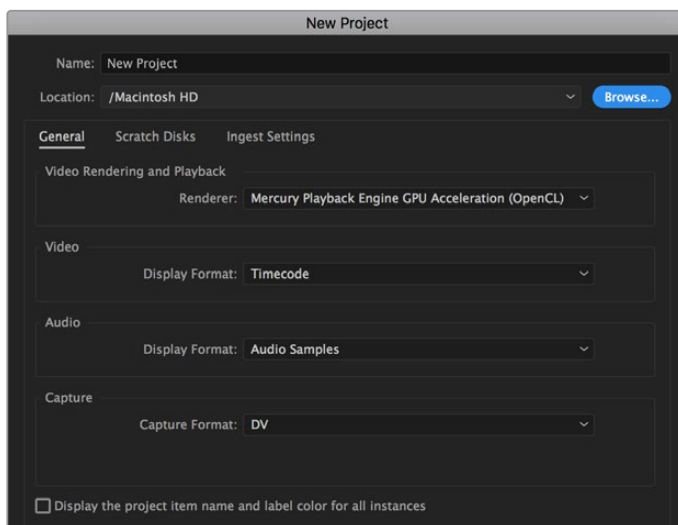 New Project
Name: New Project
Location: /Macintosh HD Browse...
General Scratch Disks Ingest Settings
Video Rendering and Playback
Renderer: Mercury Playback Engine GPU Acceleration (OpenCL)
Video
Display Format: Timecode
Audio
Display Format: Audio Samples
Capture
Capture Format: DV
Display the project item name and label color for all instances